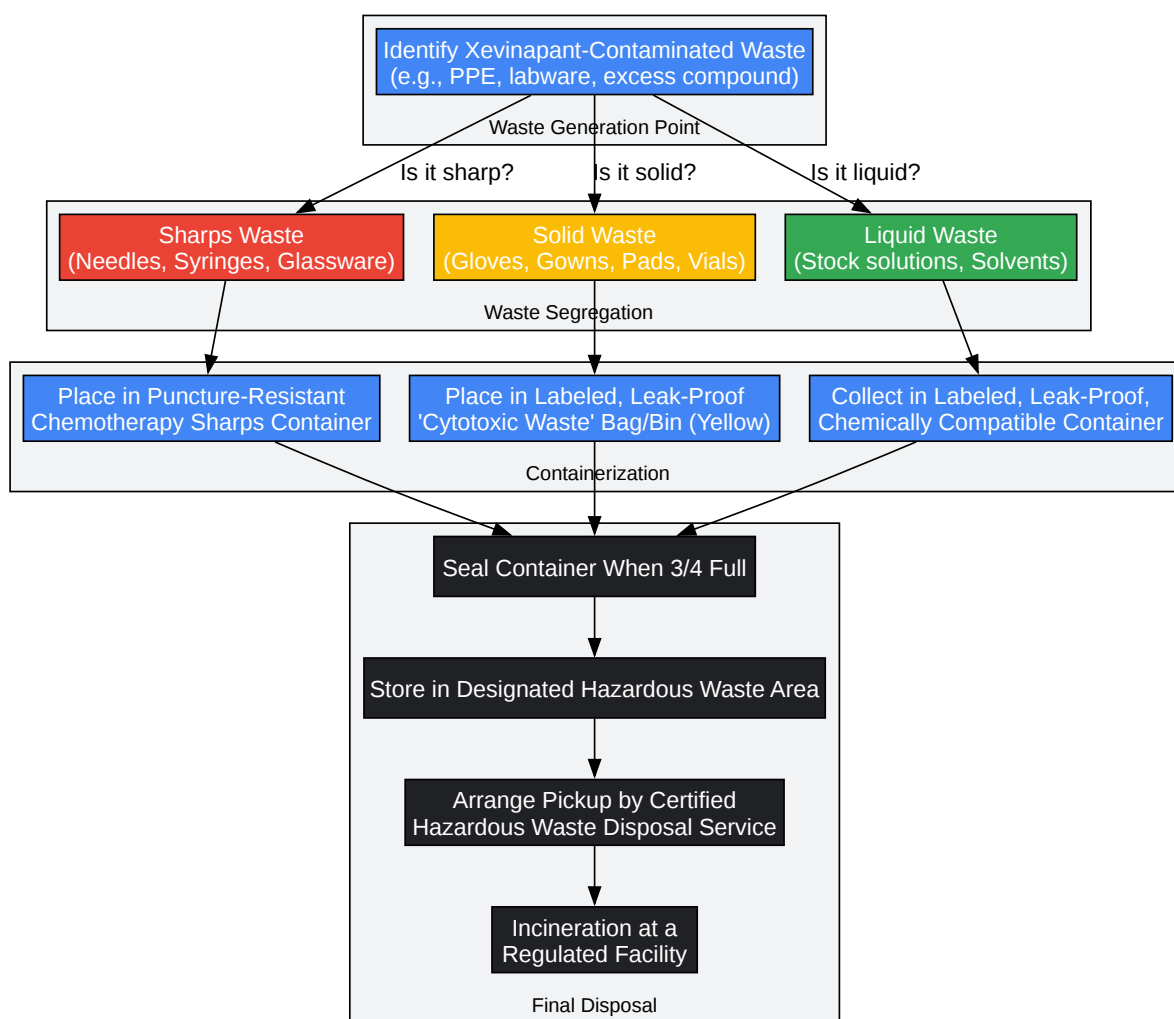 Identify Xevinapant-Contaminated Waste
(e.g., PPE, labware, excess compound)
Waste Generation Point
Is it sharp?
Is it solid?
Is it liquid?
Sharps Waste
(Needles, Syringes, Glassware)
Solid Waste
(Gloves, Gowns, Pads, Vials)
Liquid Waste
(Stock solutions, Solvents)
Waste Segregation
Place in Puncture-Resistant
Chemotherapy Sharps Container
Place in Labeled, Leak-Proof
'Cytotoxic Waste' Bag/Bin (Yellow)
Collect in Labeled, Leak-Proof,
Chemically Compatible Container
Containerization
Seal Container When 3/4 Full
Store in Designated Hazardous Waste Area
Arrange Pickup by Certified
Hazardous Waste Disposal Service
Incineration at a
Regulated Facility
Final Disposal